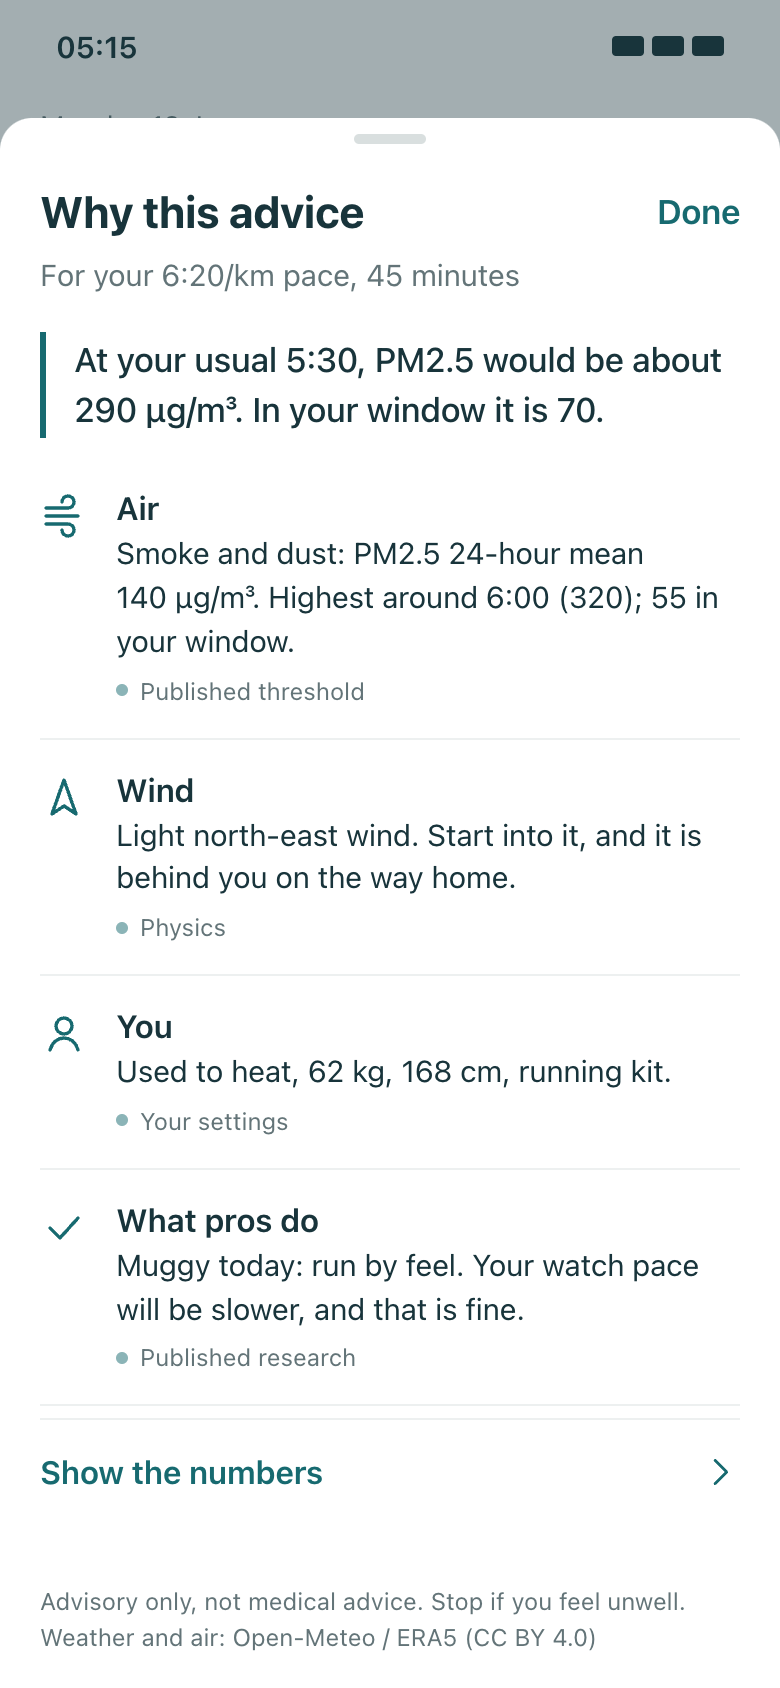 05:15
Why this advice
Done
For your 6:20/km pace, 45 minutes
At your usual 5:30, PM2.5 would be about
290 µg/m³. In your window it is 70.
Air
Smoke and dust: PM2.5 24-hour mean
140 µg/m³. Highest around 6:00 (320); 55 in
your window.
Published threshold
Wind
Light north-east wind. Start into it, and it is
behind you on the way home.
Physics
You
Used to heat, 62 kg, 168 cm, running kit.
Your settings
What pros do
Muggy today: run by feel. Your watch pace
will be slower, and that is fine.
Published research
Show the numbers
Advisory only, not medical advice. Stop if you feel unwell.
Weather and air: Open-Meteo / ERA5 (CC BY 4.0)